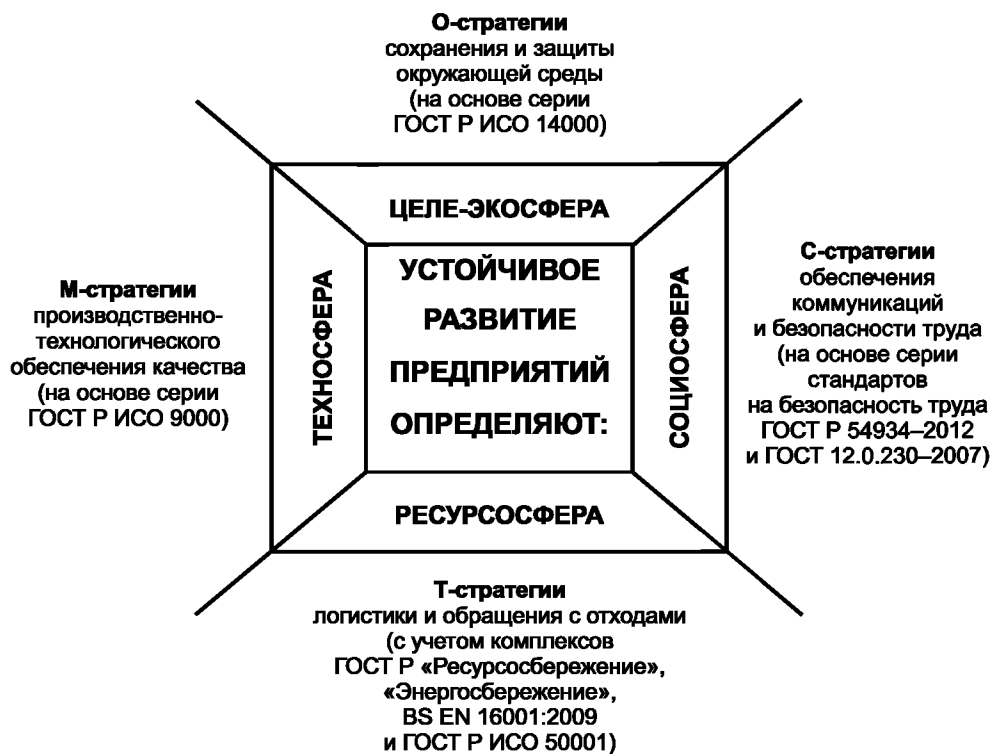 О-стратегии
сохранения и защиты
окружающей среды
(на основе серии
ГОСТ Р ИСО 14000)
ЦЕЛЕ-ЭКОСФЕРА
М-стратегии
производственно-
технологического
обеспечения качества
(на основе серии
ГОСТ Р ИСО 9000)
ТЕХНОСФЕРА
УСТОЙЧИВОЕ
РАЗВИТИЕ
ПРЕДПРИЯТИЙ
ОПРЕДЕЛЯЮТ:
СОЦИОСФЕРА
С-стратегии
обеспечения
коммуникаций
и безопасности труда
(на основе серии
стандартов
на безопасность труда
ГОСТ Р 54934–2012
и ГОСТ 12.0.230–2007)
РЕСУРСОСФЕРА
Т-стратегии
логистики и обращения с отходами
(с учетом комплексов
ГОСТ Р «Ресурсосбережение»,
«Энергосбережение»,
BS EN 16001:2009
и ГОСТ Р ИСО 50001)